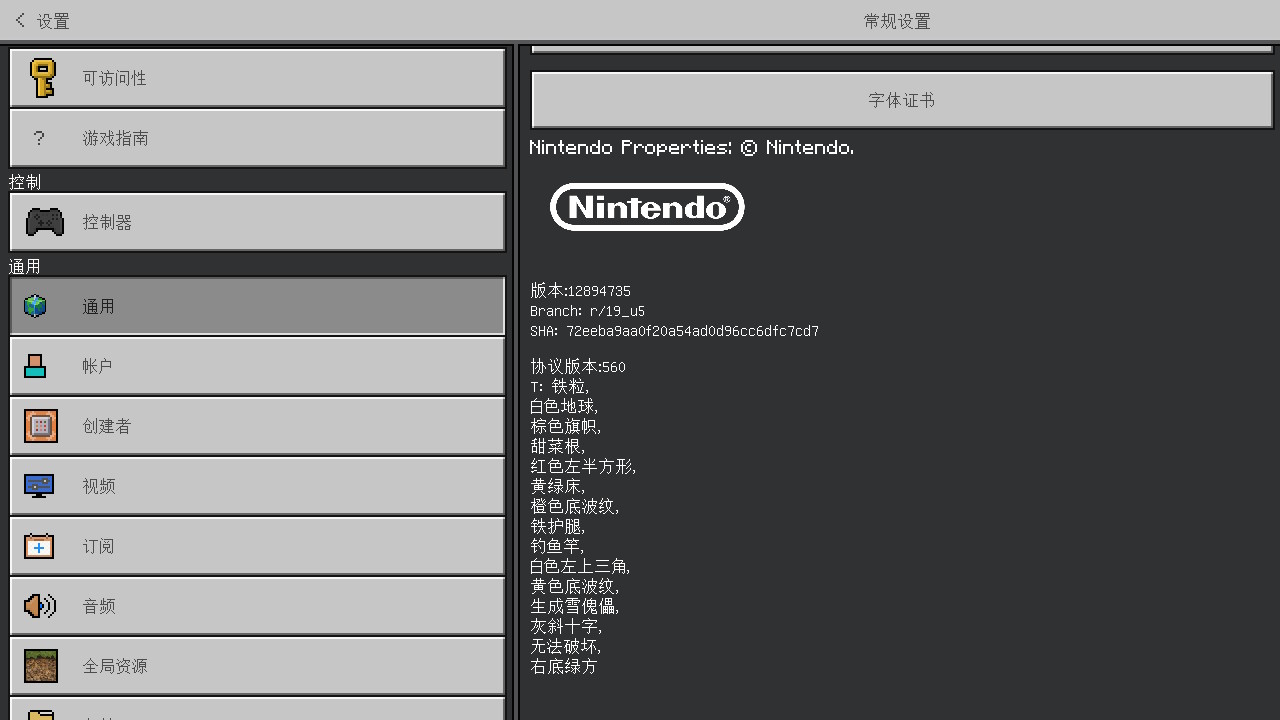 设置
常规设置
可访问性
?
游戏指南
控制
控制器
通用
通用
帐户
创建者
视频
订阅
音频
全局资源
字体证书
Nintendo Properties: © Nintendo.
Nintendo®
版本:12894735
Branch: r/19_u5
SHA: 72eeba9aa0f20a54ad0d96cc6dfc7cd7
协议版本:560
T: 铁粒,
白色地球,
棕色旗帜,
甜菜根,
红色左半方形,
黄绿床,
橙色底波纹,
铁护腿,
钓鱼竿,
白色左上三角,
黄色底波纹,
生成雪傀儡,
灰斜十字,
无法破坏,
右底绿方